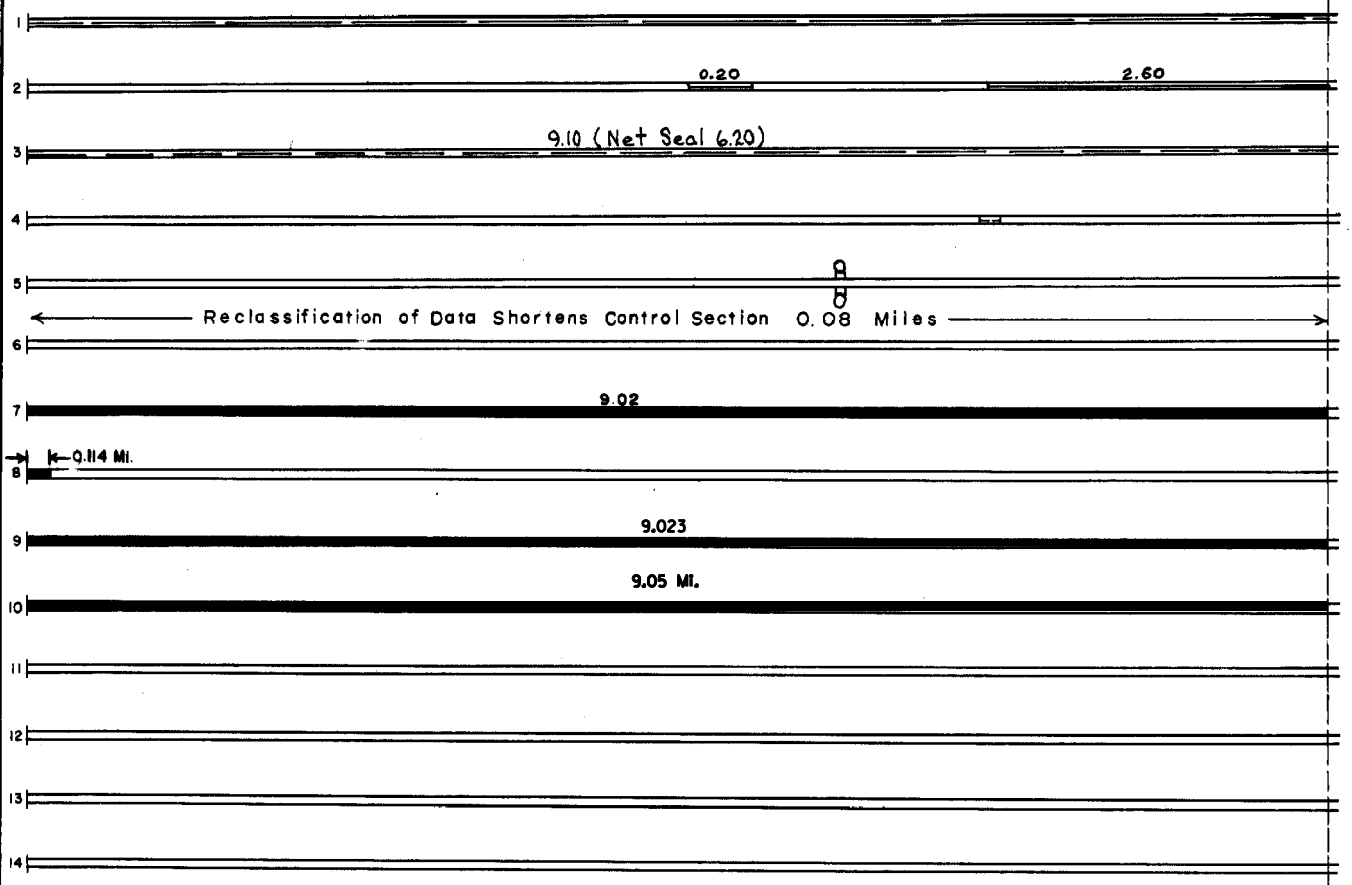 1
2 0.20 2.60
3 9.10 (Net Seal 6.20)
4
5
Reclassification of Data Shortens Control Section 0.08 Miles
6
7 9.02
8 0.114 Mi.
9 9.023
10 9.05 Mi.
11
12
13
14